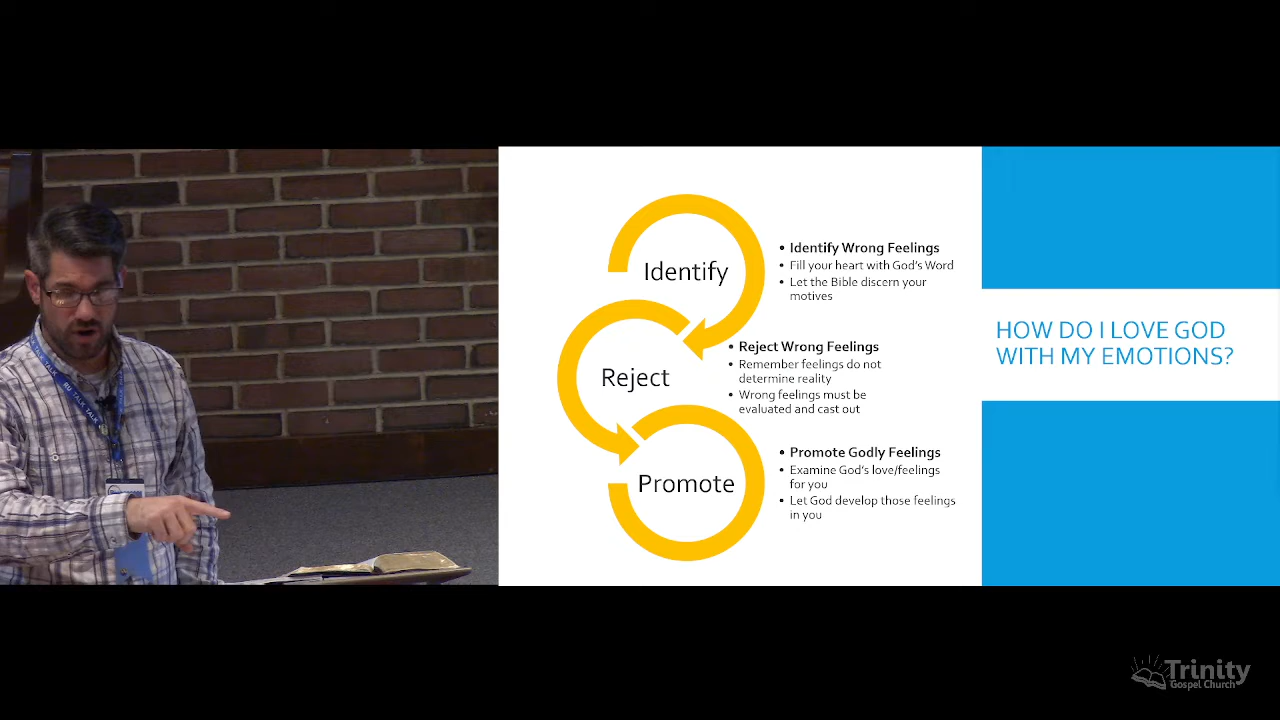 Identify
• Identify Wrong Feelings
• Fill your heart with God's Word
• Let the Bible discern your
motives
Reject
• Reject Wrong Feelings
• Remember feelings do not
determine reality
• Wrong feelings must be
evaluated and cast out
Promote
• Promote Godly Feelings
• Examine God's love/feelings
for you
• Let God develop those feelings
in you
HOW DO I LOVE GOD
WITH MY EMOTIONS?
RU TALK TALK
Trinity
Gospel Church